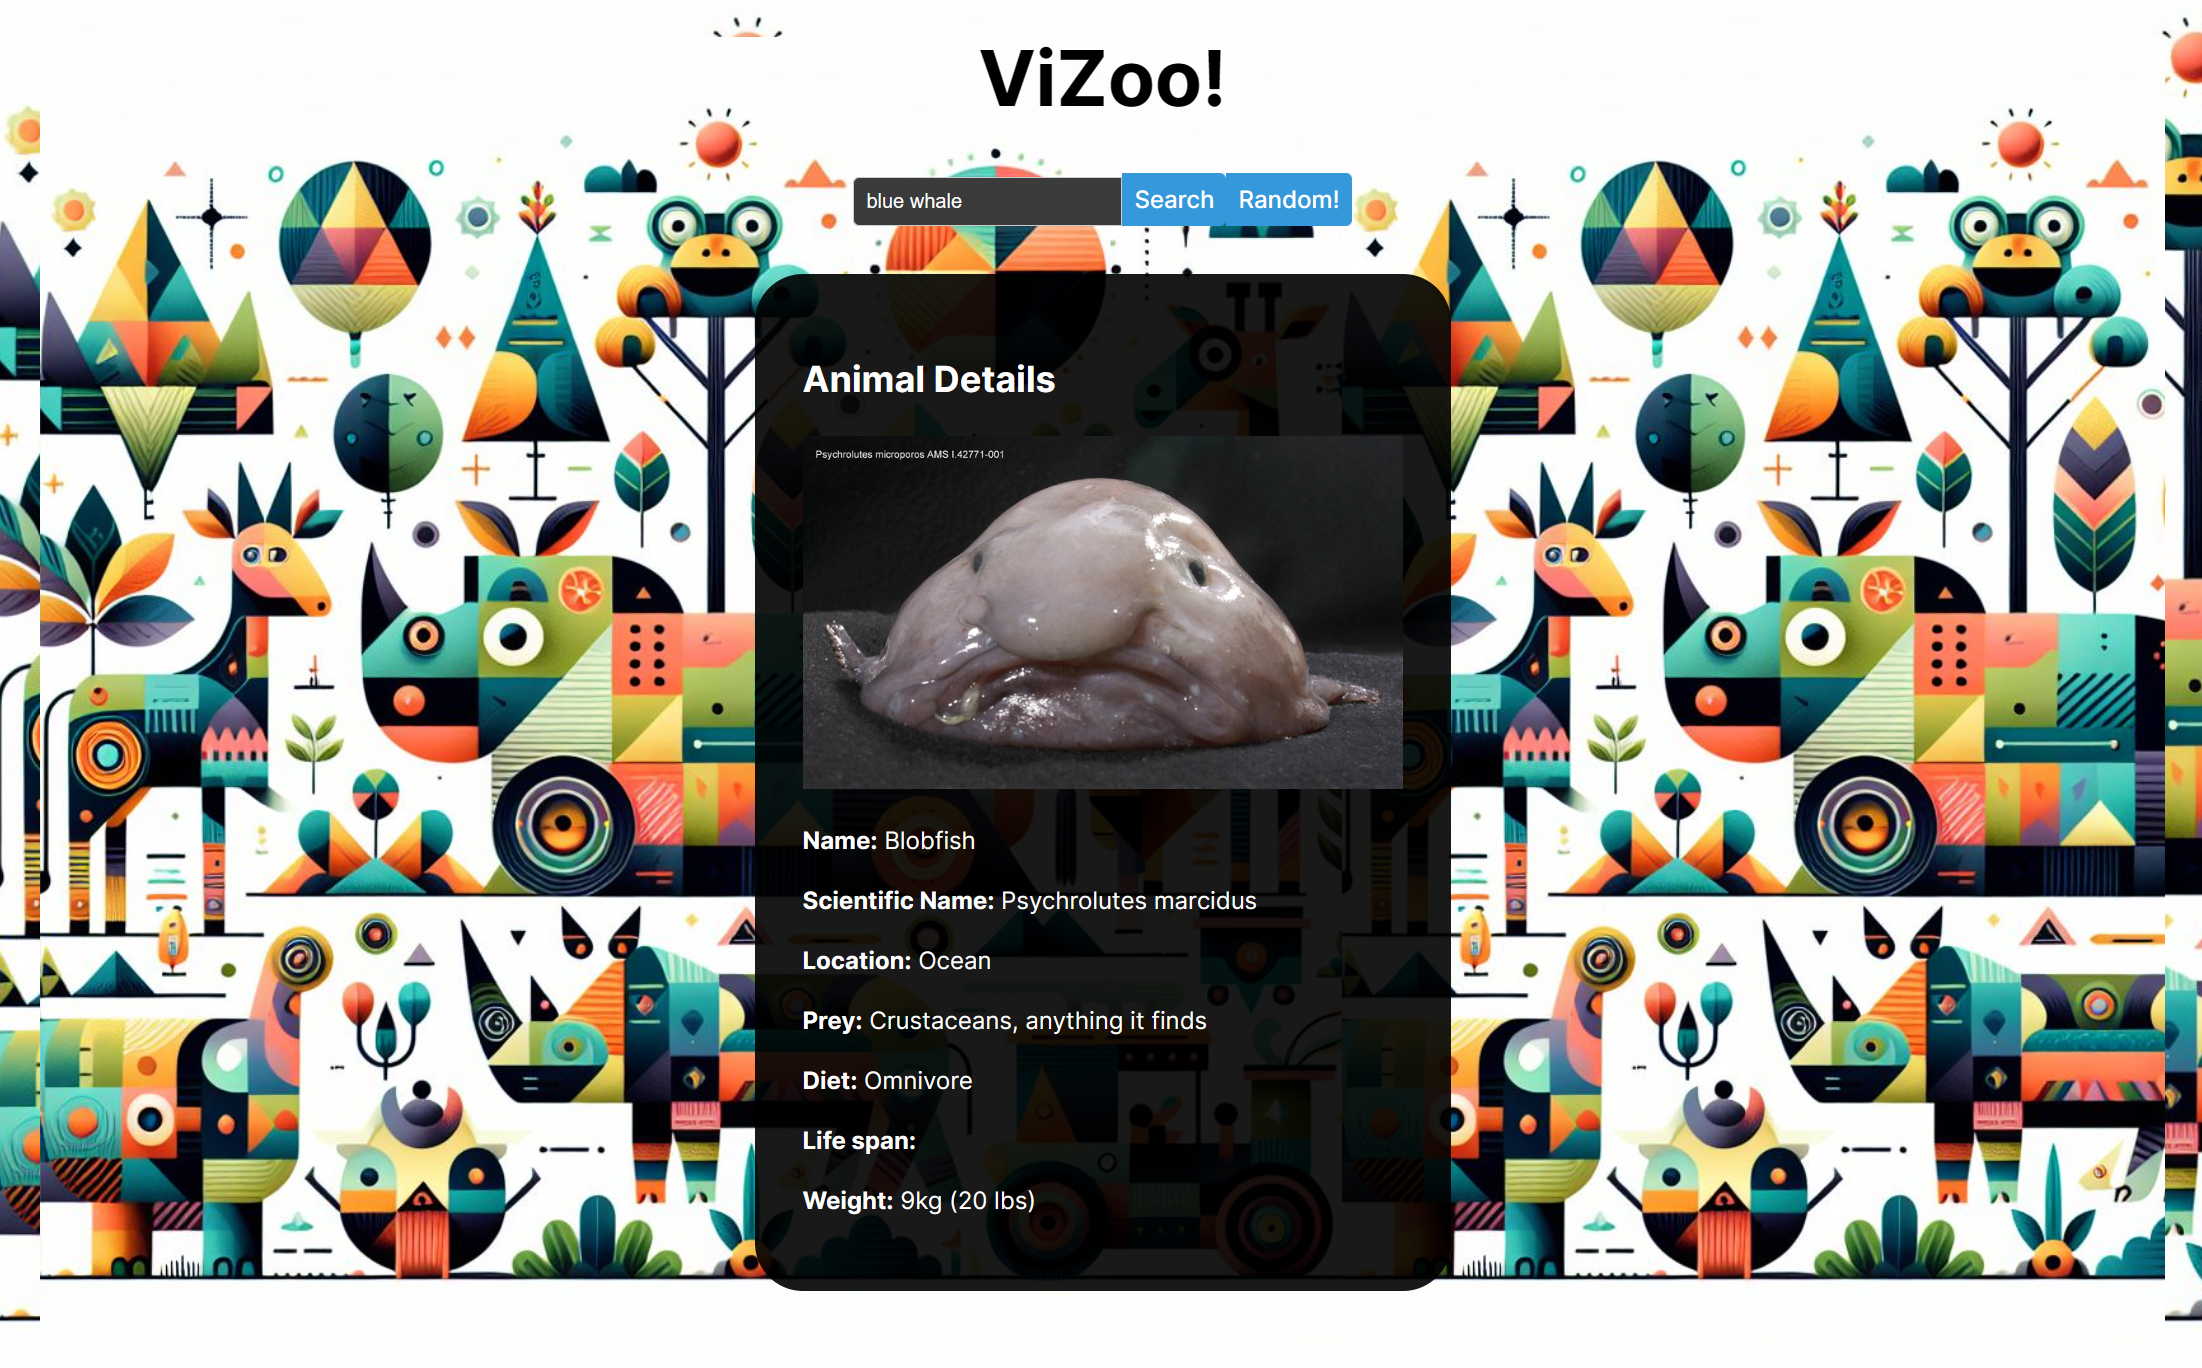 ViZoo!
blue whale Search Random!
Animal Details
Psychrolutes microporos AMS I.42771-001
Name: Blobfish
Scientific Name: Psychrolutes marcidus
Location: Ocean
Prey: Crustaceans, anything it finds
Diet: Omnivore
Life span:
Weight: 9kg (20 lbs)